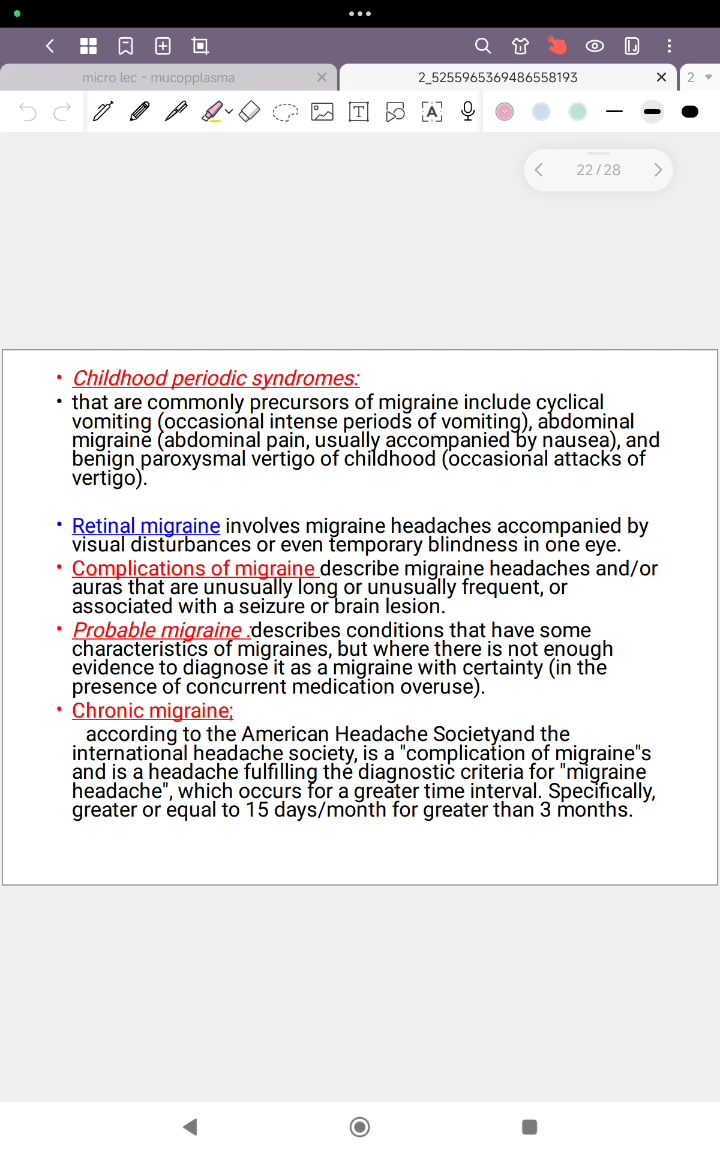 micro lec - mucopplasma
2_5255965369486558193
2
22/28
• Childhood periodic syndromes:
• that are commonly precursors of migraine include cyclical
vomiting (occasional intense periods of vomiting), abdominal
migraine (abdominal pain, usually accompanied by nausea), and
benign paroxysmal vertigo of childhood (occasional attacks of
vertigo).
• Retinal migraine involves migraine headaches accompanied by
visual disturbances or even temporary blindness in one eye.
• Complications of migraine describe migraine headaches and/or
auras that are unusually long or unusually frequent, or
associated with a seizure or brain lesion.
• Probable migraine :describes conditions that have some
characteristics of migraines, but where there is not enough
evidence to diagnose it as a migraine with certainty (in the
presence of concurrent medication overuse).
• Chronic migraine;
according to the American Headache Societyand the
international headache society, is a "complication of migraine"s
and is a headache fulfilling the diagnostic criteria for "migraine
headache", which occurs for a greater time interval. Specifically,
greater or equal to 15 days/month for greater than 3 months.